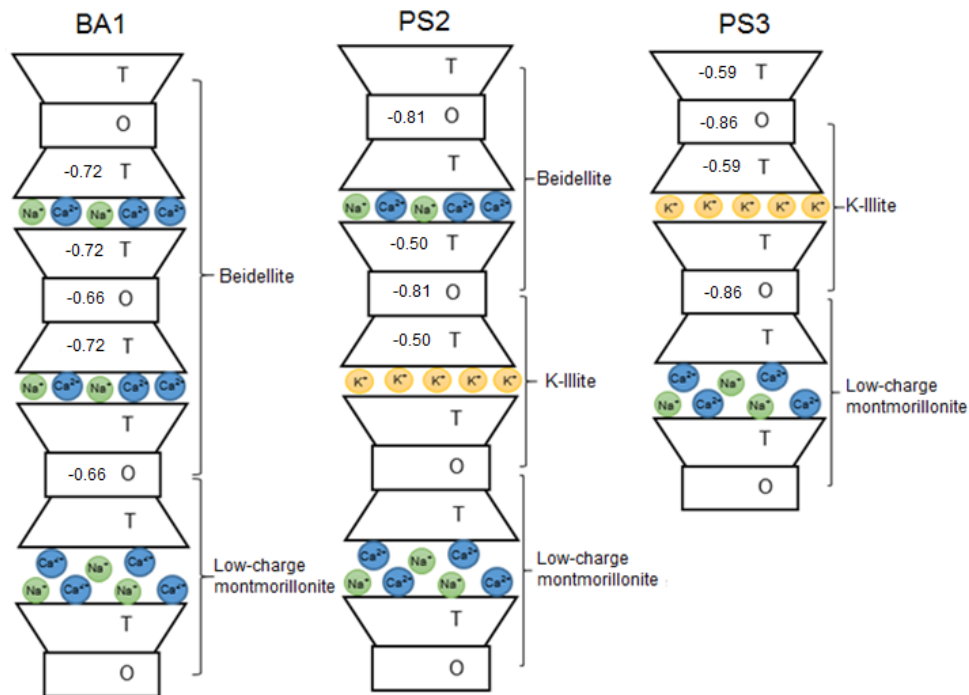 BA1
T
O
-0.72 T
Na⁺ Ca²⁺ Na⁺ Ca²⁺ Ca²⁺
-0.72 T
-0.66 O
-0.72 T
Na⁺ Ca²⁺ Na⁺ Ca²⁺ Ca²⁺
T
-0.66 O
T
Ca²⁺ Na⁺ Ca²⁺
Na⁺ Ca²⁺ Na⁺ Ca²⁺
T
O
Beidellite
Low-charge
montmorillonite
PS2
T
-0.81 O
T
Na⁺ Ca²⁺ Na⁺ Ca²⁺ Ca²⁺
-0.50 T
-0.81 O
-0.50 T
K⁺ K⁺ K⁺ K⁺ K⁺
T
O
T
Ca²⁺ Na⁺ Ca²⁺
Na⁺ Ca²⁺ Na⁺ Ca²⁺
T
O
Beidellite
K-Illite
Low-charge
montmorillonite
PS3
-0.59 T
-0.86 O
-0.59 T
K⁺ K⁺ K⁺ K⁺ K⁺
T
-0.86 O
T
Ca²⁺ Na⁺ Ca²⁺
Na⁺ Ca²⁺ Na⁺ Ca²⁺
T
O
K-Illite
Low-charge
montmorillonite